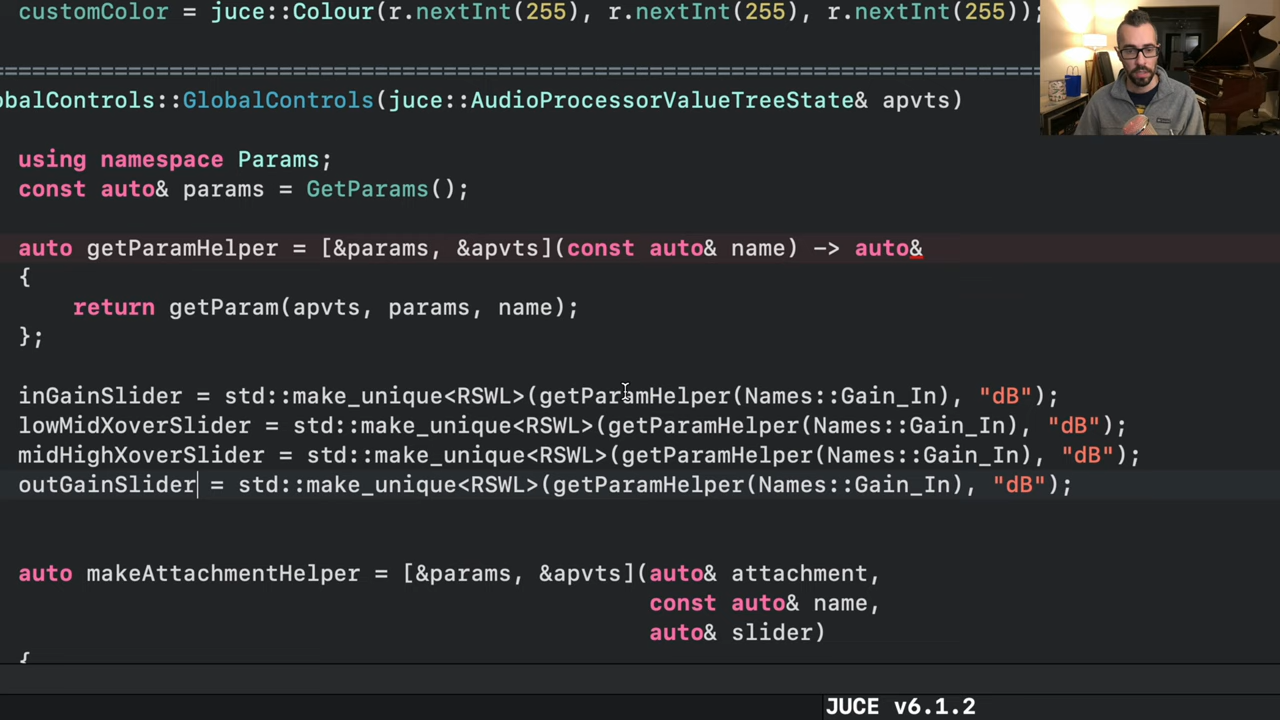 customColor = juce::Colour(r.nextInt(255), r.nextInt(255), r.nextInt(255));
================================================================
obalControls::GlobalControls(juce::AudioProcessorValueTreeState& apvts)
using namespace Params;
const auto& params = GetParams();
auto getParamHelper = [&params, &apvts](const auto& name) -> auto&
{
return getParam(apvts, params, name);
};
inGainSlider = std::make_unique<RSWL>(getParamHelper(Names::Gain_In), "dB");
lowMidXoverSlider = std::make_unique<RSWL>(getParamHelper(Names::Gain_In), "dB");
midHighXoverSlider = std::make_unique<RSWL>(getParamHelper(Names::Gain_In), "dB");
outGainSlider = std::make_unique<RSWL>(getParamHelper(Names::Gain_In), "dB");
auto makeAttachmentHelper = [&params, &apvts](auto& attachment,
const auto& name,
auto& slider)
{
JUCE v6.1.2